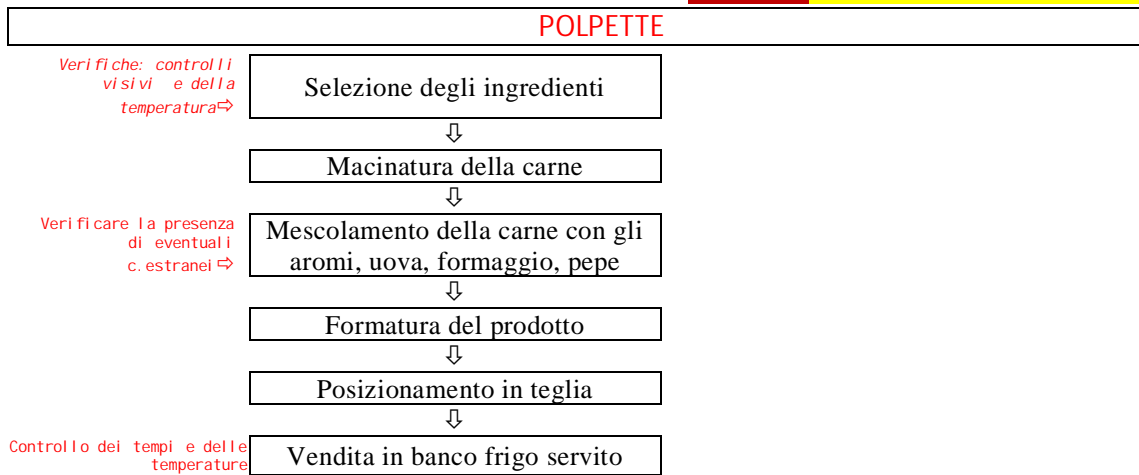 POLPETTE
Verifiche: controlli
visivi e della
temperatura⇨
Selezione degli ingredienti
⇩
Macinatura della carne
⇩
Verificare la presenza
di eventuali
c.estranei ⇨
Mescolamento della carne con gli
aromi, uova, formaggio, pepe
⇩
Formatura del prodotto
⇩
Posizionamento in teglia
⇩
Controllo dei tempi e delle
temperature
Vendita in banco frigo servito